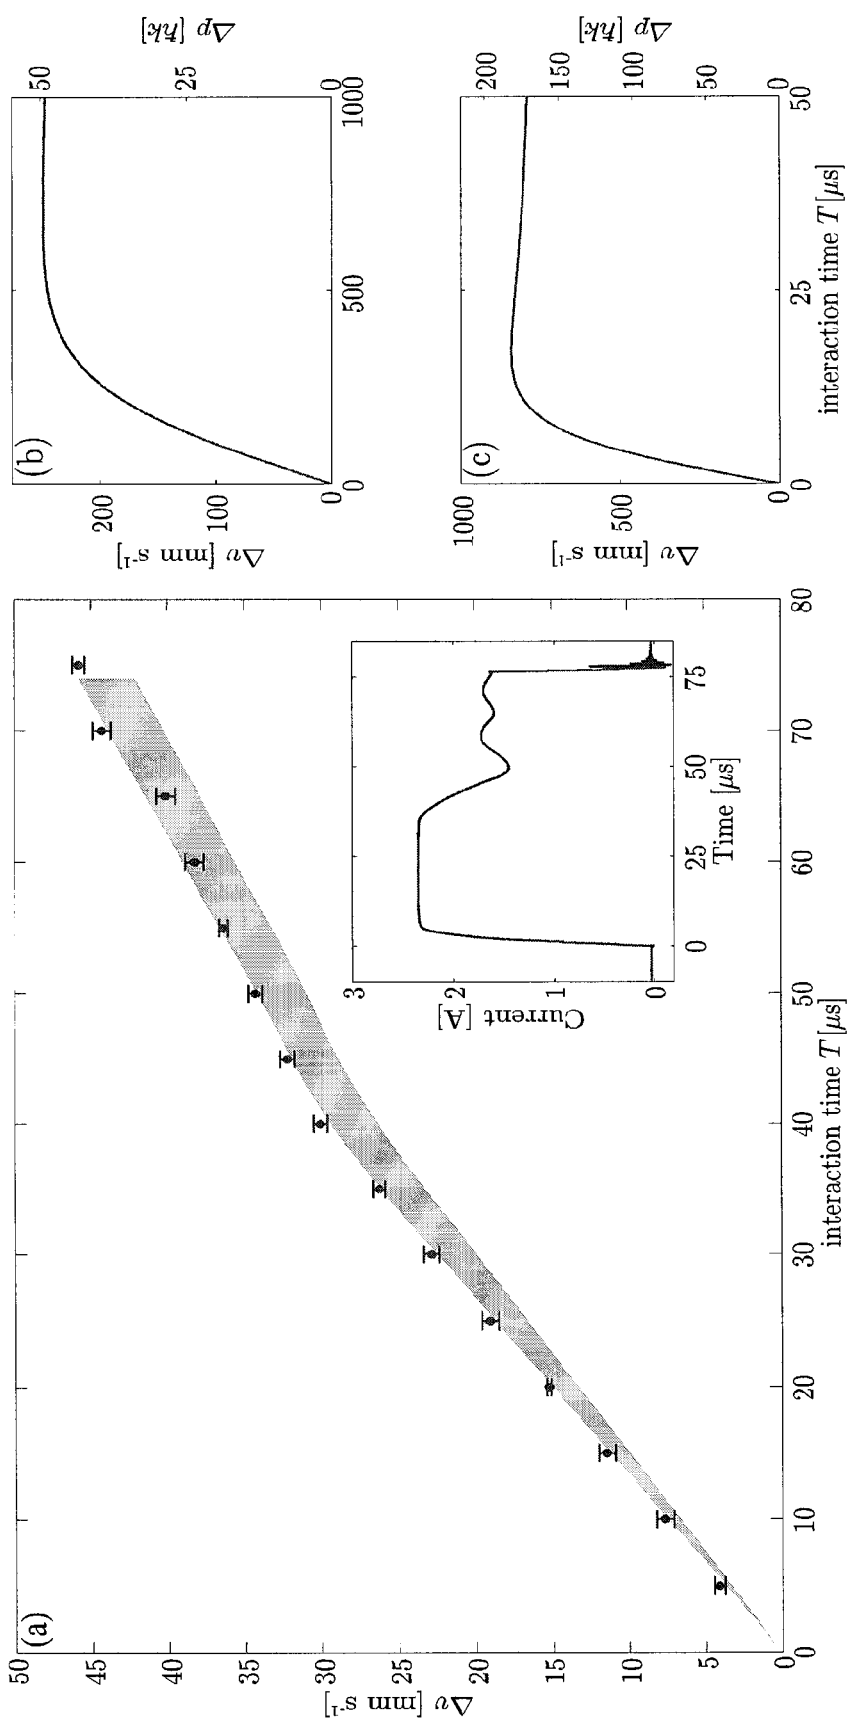 (a)
Δv [mm s⁻¹]
50
45
40
35
30
25
20
15
10
5
0
0 10 20 30 40 50 60 70 80
interaction time T [μs]
Current [A]
3
2
1
0
0 25 50 75
Time [μs]
(b)
Δv [mm s⁻¹]
200
100
0
0 500 1000
50
25
0
Δp [ħk]
(c)
Δv [mm s⁻¹]
1000
500
0
0 25 50
interaction time T [μs]
200
150
100
50
0
Δp [ħk]